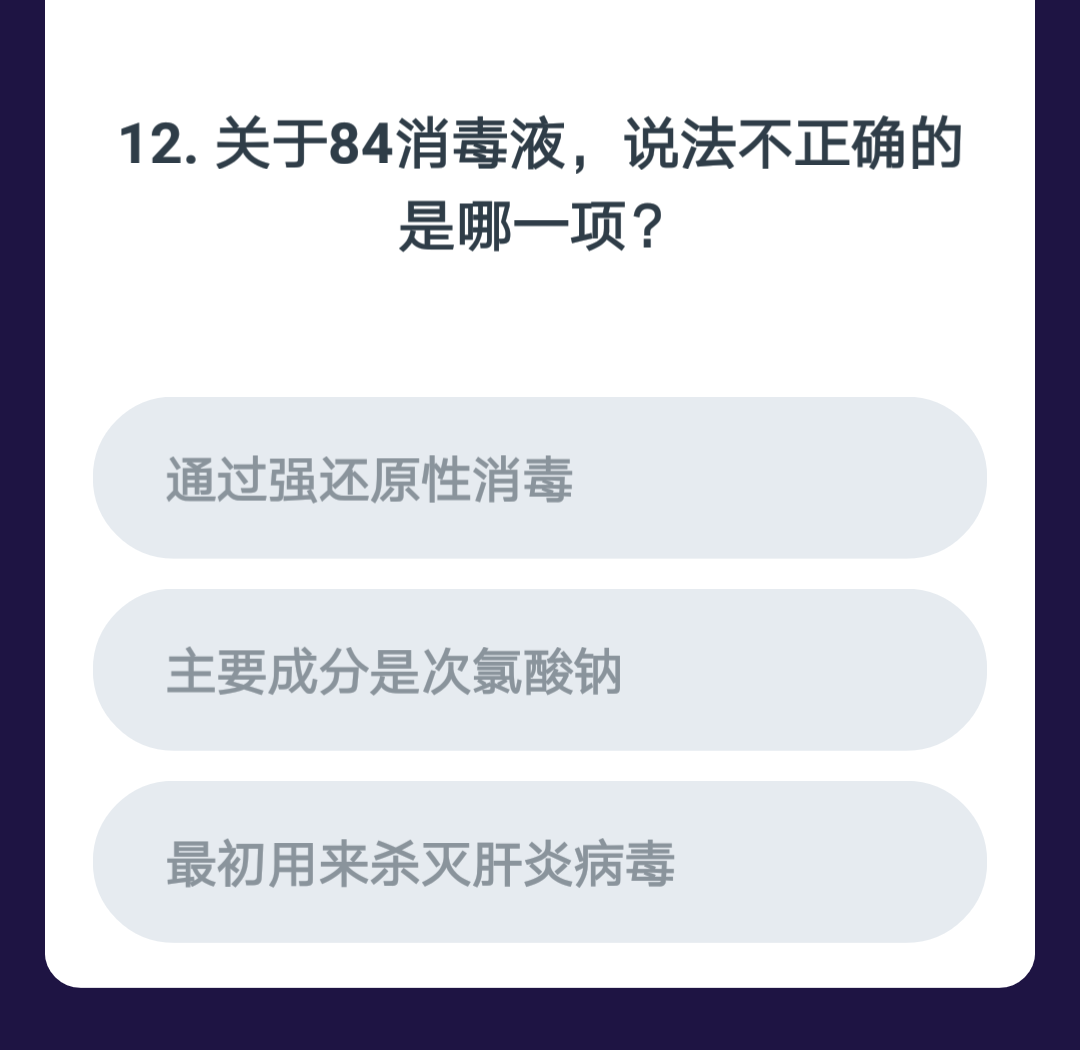 12. 关于84消毒液，说法不正确的
是哪一项？
通过强还原性消毒
主要成分是次氯酸钠
最初用来杀灭肝炎病毒